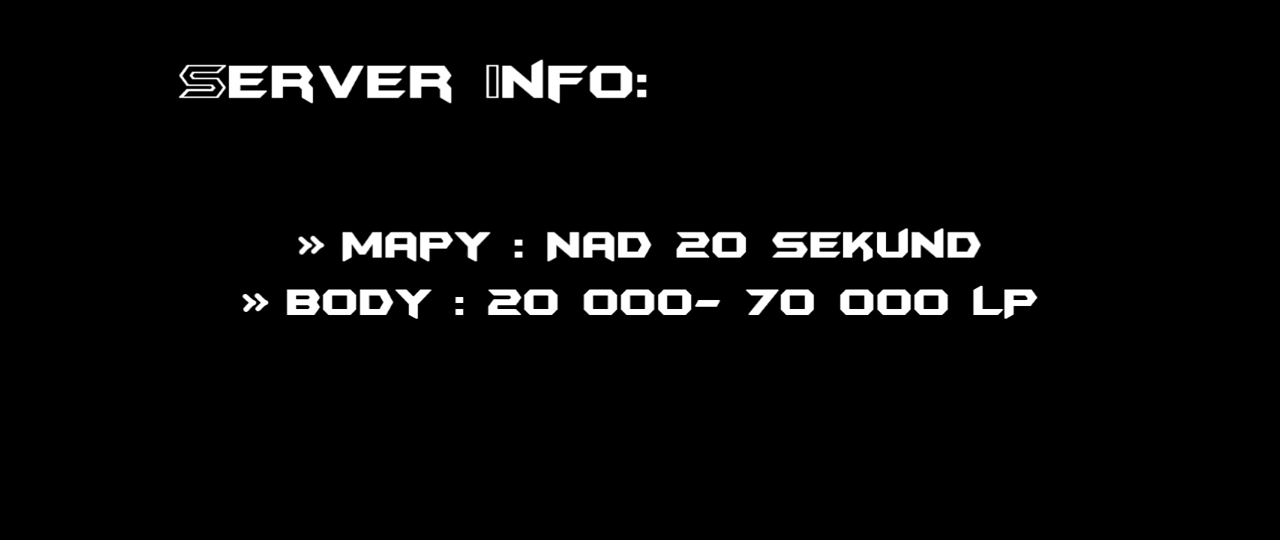 Server Info:
» MAPY : NAD 20 SEKUND
» BODY : 20 000- 70 000 LP